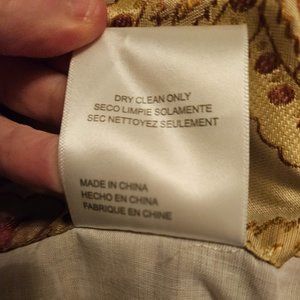 DRY CLEAN ONLY
SECO LIMPIE SOLAMENTE
SEC NETTOYEZ SEULEMENT
MADE IN CHINA
HECHO EN CHINA
FABRIQUE EN CHINE